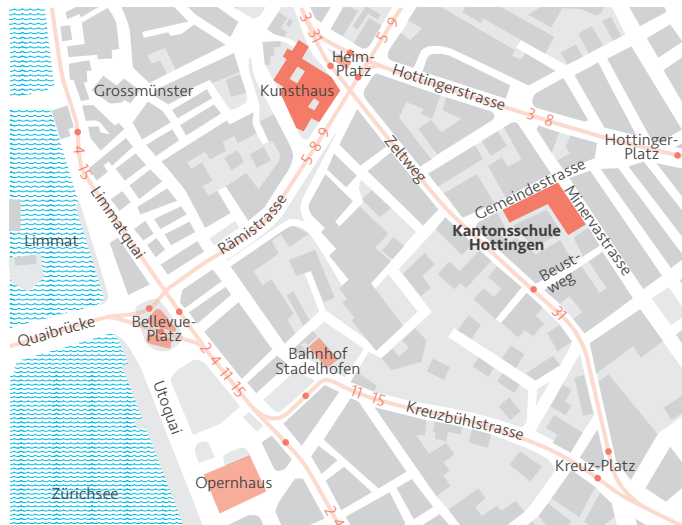 3 31
5 9
Heim-
Platz
Grossmünster
Kunsthaus
Hottingerstrasse
3 8
4 15
5 8 9
Zeltweg
Hottinger-
Platz
Gemeindestrasse
Minervastrasse
Limmatquai
Rämistrasse
Kantonsschule
Hottingen
Limmat
Beust-
weg
31
Quaibrücke
Bellevue-
Platz
2 4 11 15
Bahnhof
Stadelhofen
11 15
Utoquai
Kreuzbühlstrasse
Kreuz-Platz
Opernhaus
Zürichsee
2 4